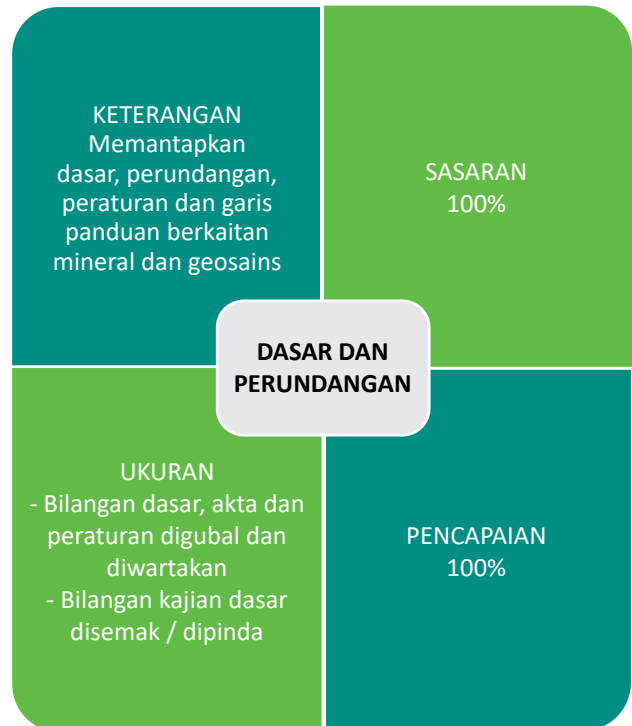 KETERANGAN
Memantapkan
dasar, perundangan,
peraturan dan garis
panduan berkaitan
mineral dan geosains
SASARAN
100%
DASAR DAN
PERUNDANGAN
UKURAN
- Bilangan dasar, akta dan
peraturan digubal dan
diwartakan
- Bilangan kajian dasar
disemak / dipinda
PENCAPAIAN
100%